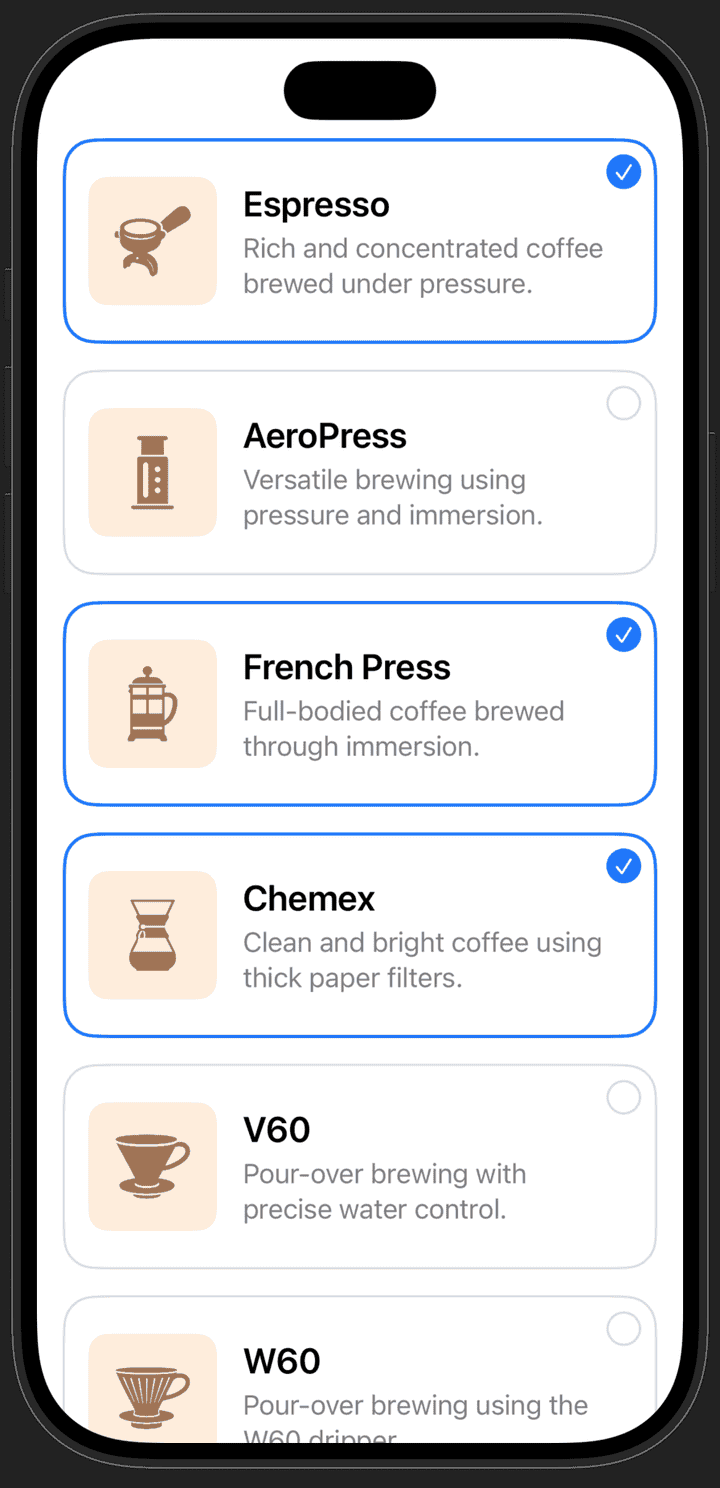 Espresso
Rich and concentrated coffee
brewed under pressure.
AeroPress
Versatile brewing using
pressure and immersion.
French Press
Full-bodied coffee brewed
through immersion.
Chemex
Clean and bright coffee using
thick paper filters.
V60
Pour-over brewing with
precise water control.
W60
Pour-over brewing using the
W60 dripper